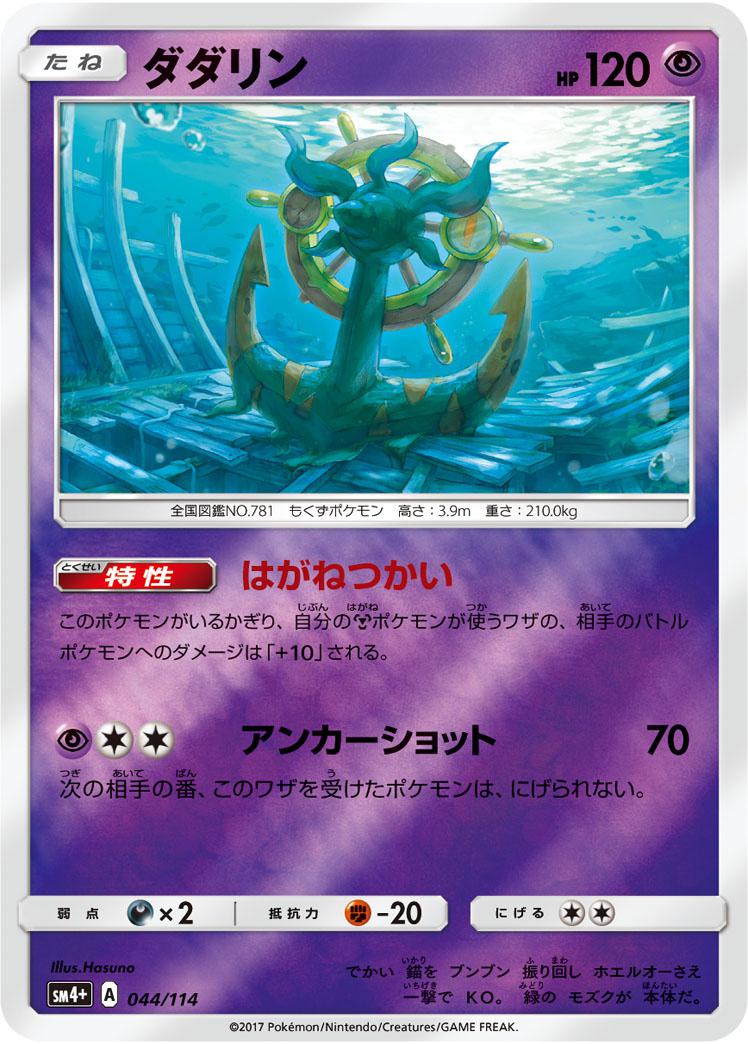 たね ダダリン HP 120
全国図鑑NO.781 もくずポケモン 高さ：3.9m 重さ：210.0kg
とくせい
特性 はがねつかい
このポケモンがいるかぎり、自分のポケモンが使うワザの、相手のバトル
ポケモンへのダメージは「+10」される。
アンカーショット 70
次の相手の番、このワザを受けたポケモンは、にげられない。
弱点 ×2 抵抗力 -20 にげる
Illus.Hasuno
でかい 錨を ブンブン 振り回し ホエルオーさえ
一撃で KO。 緑の モズクが 本体だ。
SM4+ A 044/114
©2017 Pokémon/Nintendo/Creatures/GAME FREAK.